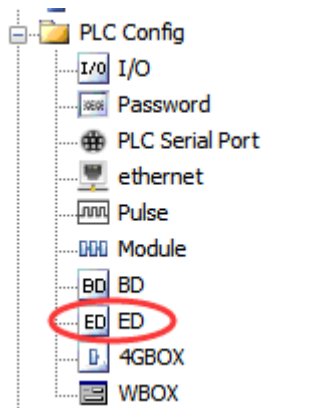 PLC Config
I/O I/O
Password
PLC Serial Port
ethernet
Pulse
Module
BD BD
ED ED
4GBOX
WBOX